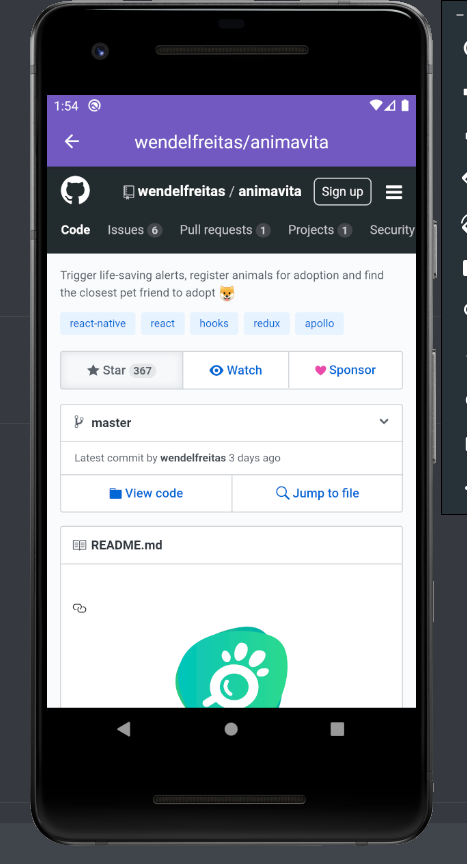 1:54
wendelfreitas/animavita
wendelfreitas / animavita Sign up
Code Issues 6 Pull requests 1 Projects 1 Security
Trigger life-saving alerts, register animals for adoption and find
the closest pet friend to adopt
react-native react hooks redux apollo
Star 367 Watch Sponsor
master
Latest commit by wendelfreitas 3 days ago
View code Jump to file
README.md